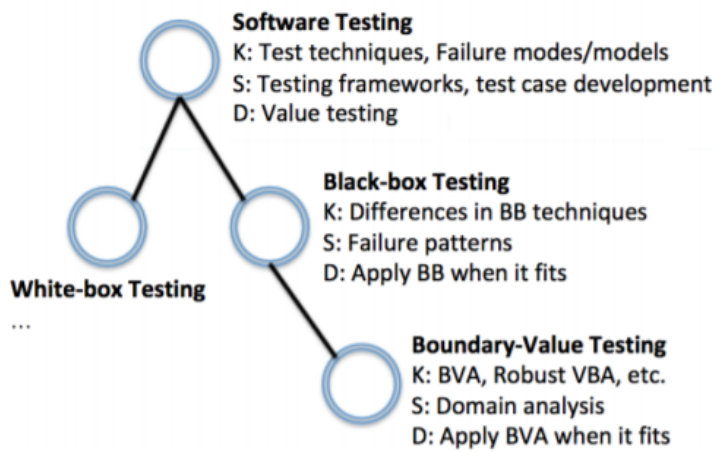 Software Testing
K: Test techniques, Failure modes/models
S: Testing frameworks, test case development
D: Value testing
Black-box Testing
K: Differences in BB techniques
S: Failure patterns
D: Apply BB when it fits
White-box Testing
...
Boundary-Value Testing
K: BVA, Robust VBA, etc.
S: Domain analysis
D: Apply BVA when it fits